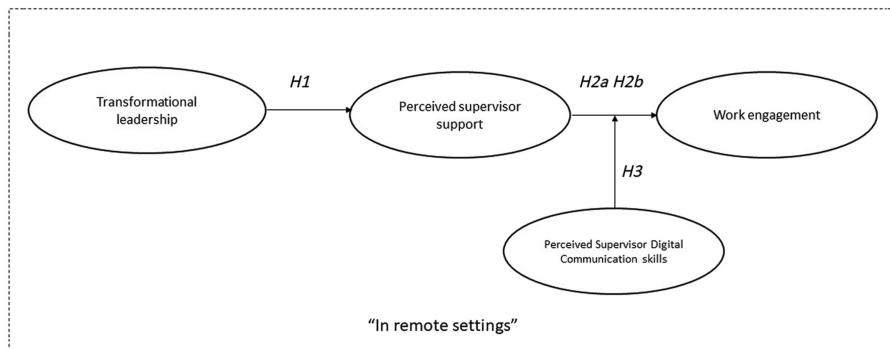 H1
H2a H2b
Transformational
leadership
Perceived supervisor
support
Work engagement
H3
Perceived Supervisor Digital
Communication skills
“In remote settings”